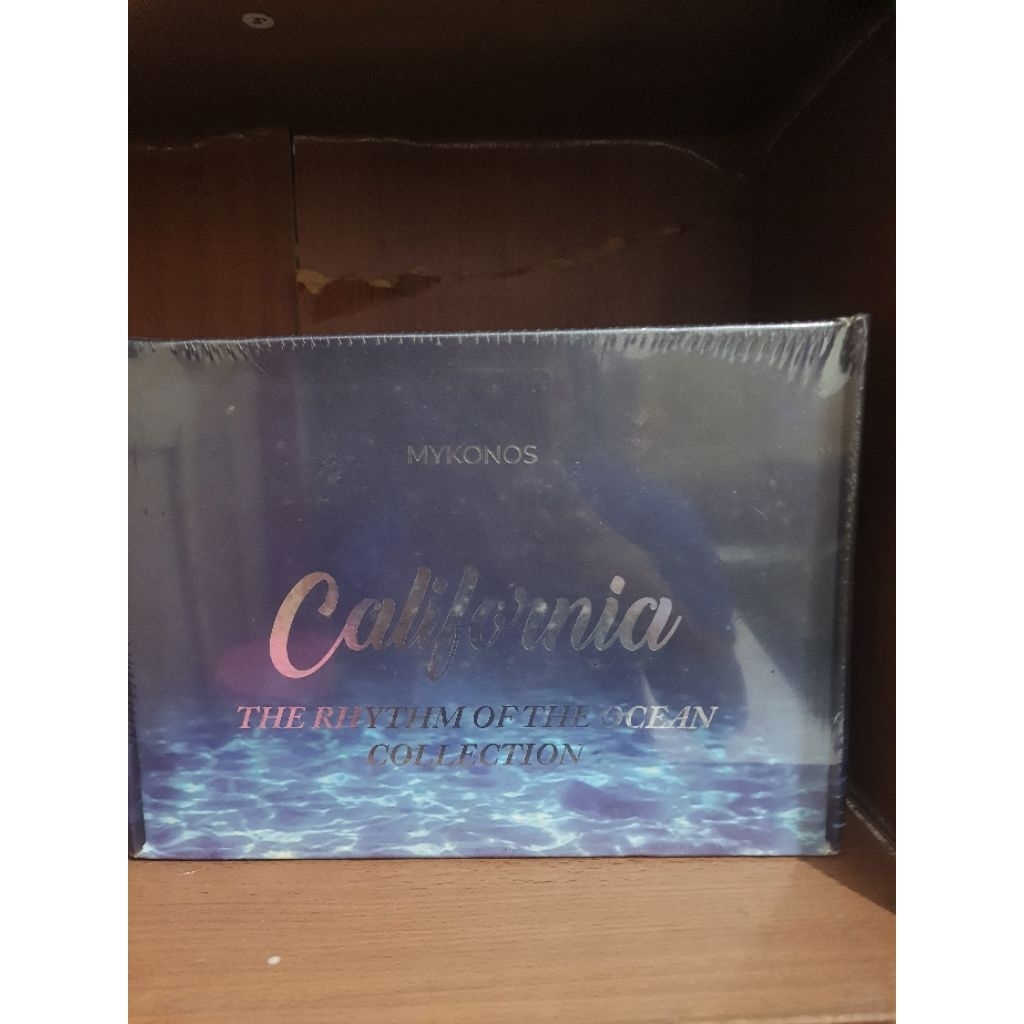 MYKONOS
California
THE RHYTHM OF THE OCEAN
COLLECTION